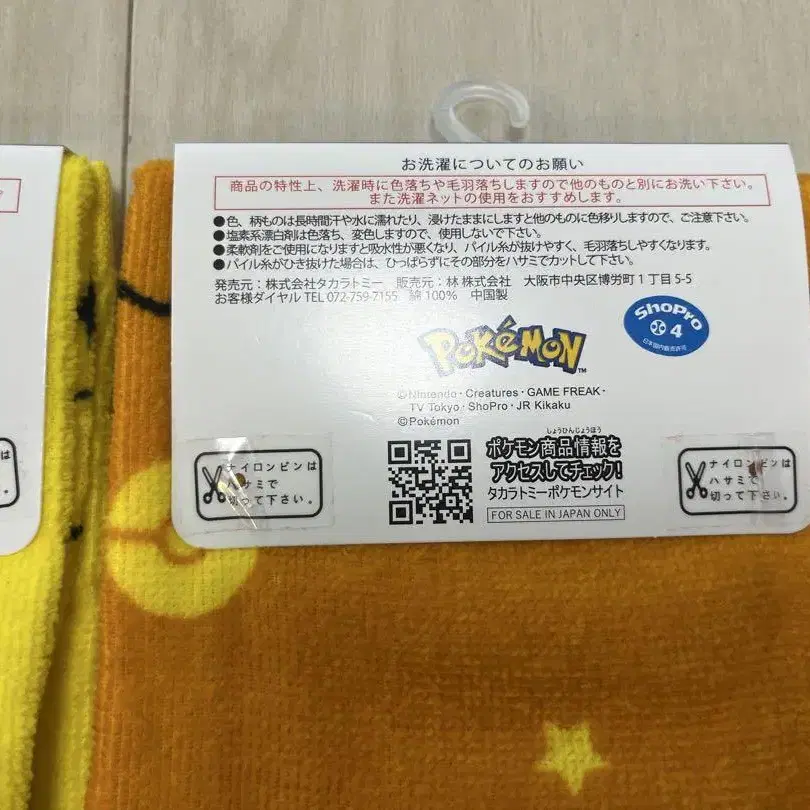 お洗濯についてのお願い
商品の特性上、洗濯時に色落ちや毛羽落ちしますので他のものと別にお洗い下さい。
また洗濯ネットの使用をおすすめします。
●色、柄ものは長時間汗や水に濡れたり、浸けたままにしますと他のものに色移りしますので、ご注意下さい。
●塩素系漂白剤は色落ち、変色しますので、使用しないで下さい。
●柔軟剤をご使用になりますと吸水性が悪くなり、パイル糸が抜けやすく、毛羽落ちしやすくなります。
●パイル糸がひき抜けた場合は、ひっぱらずにその部分をハサミでカットして下さい。
発売元：株式会社タカラトミー 販売元：林 株式会社 大阪市中央区博労町1丁目5-5
お客様ダイヤル TEL 072-759-7155 綿 100% 中国製
ShoPro
4
日本国内販売許可
POKéMON
TM
©Nintendo・Creatures・GAME FREAK・
TV Tokyo・ShoPro・JR Kikaku
©Pokémon
しょうひんじょうほう
ポケモン商品情報を
アクセスしてチェック!
タカラトミーポケモンサイト
FOR SALE IN JAPAN ONLY
ナイロンピンは
ハサミで
切って下さい。
ナイロンピンは
ハサミで
切って下さい。
は
。